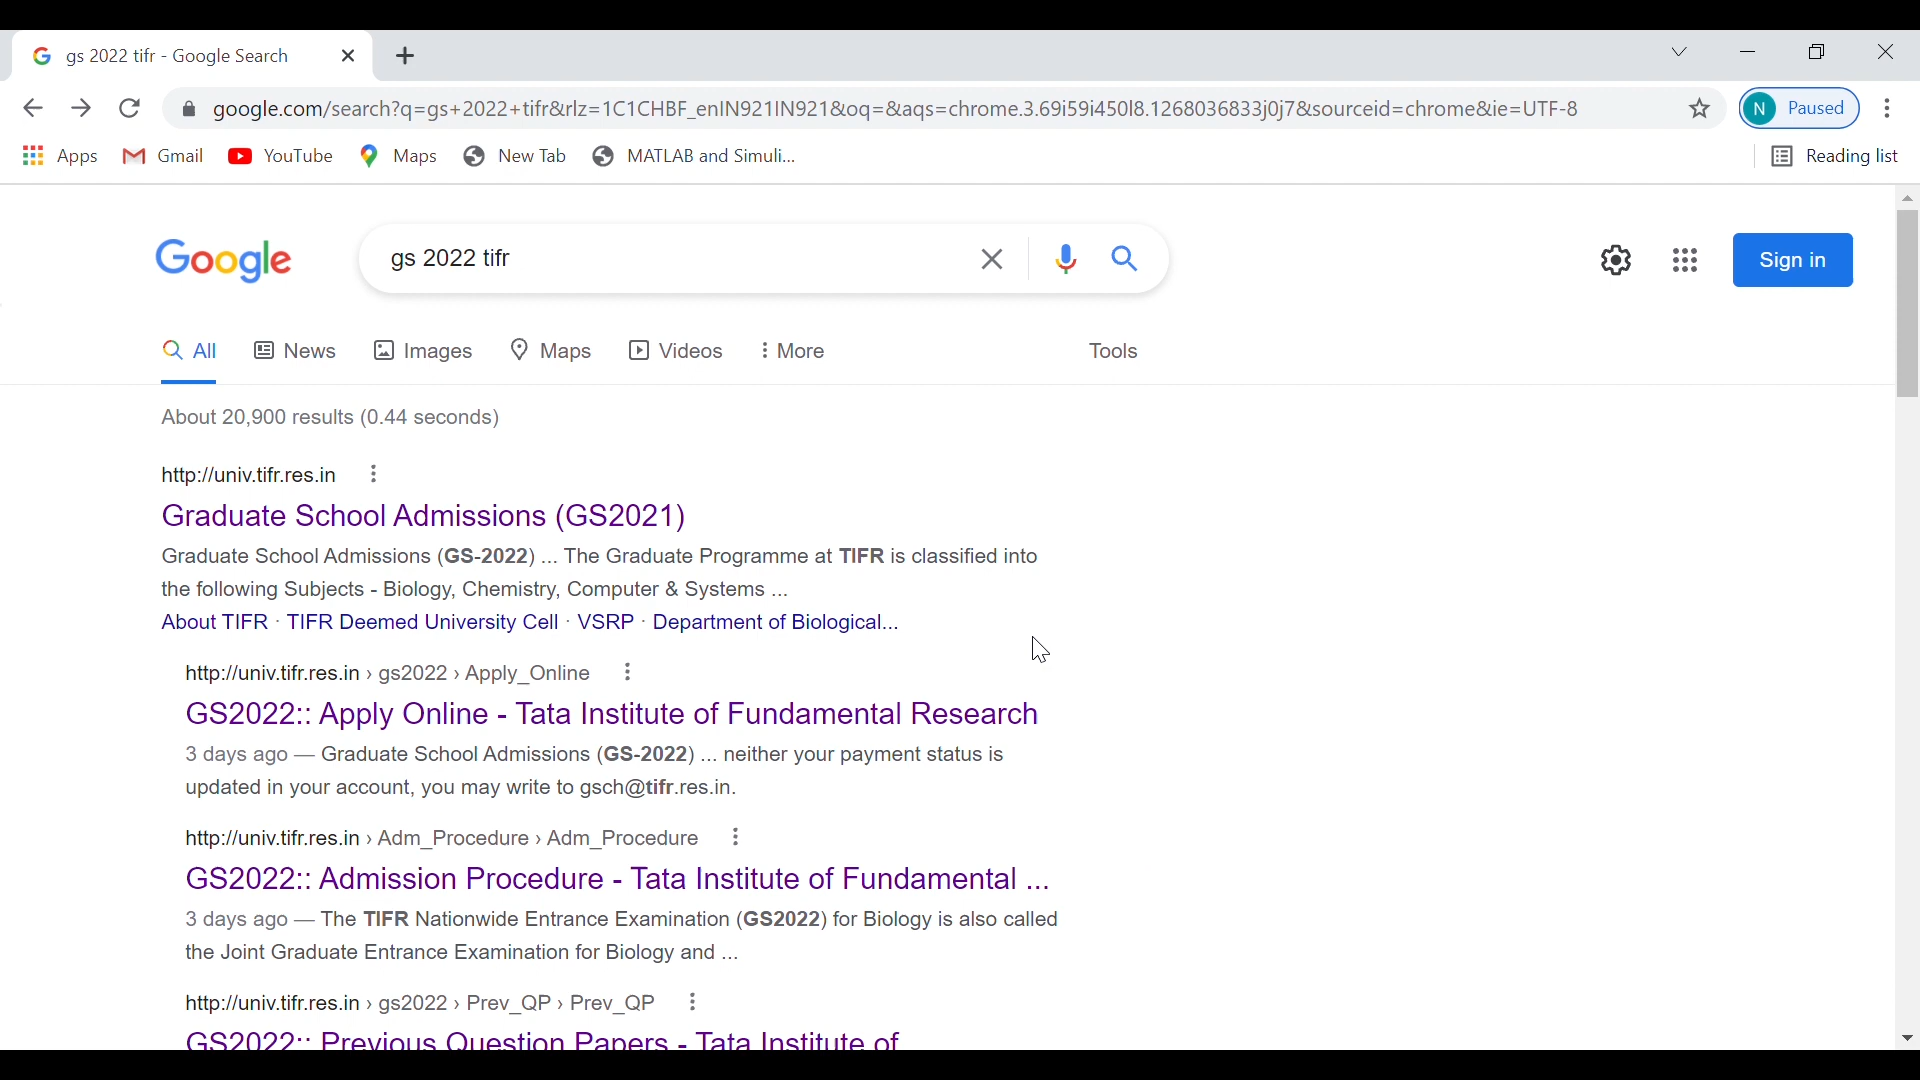 gs 2022 tifr - Google Search
google.com/search?q=gs+2022+tifr&rlz=1C1CHBF_enIN921IN921&oq=&aqs=chrome.3.69i59i450l8.1268036833j0j7&sourceid=chrome&ie=UTF-8
N Paused
Apps Gmail YouTube Maps New Tab MATLAB and Simuli... Reading list
Google gs 2022 tifr Sign in
All News Images Maps Videos More Tools
About 20,900 results (0.44 seconds)
http://univ.tifr.res.in
Graduate School Admissions (GS2021)
Graduate School Admissions (GS-2022) ... The Graduate Programme at TIFR is classified into
the following Subjects - Biology, Chemistry, Computer & Systems ...
About TIFR · TIFR Deemed University Cell · VSRP · Department of Biological...
http://univ.tifr.res.in › gs2022 › Apply_Online
GS2022:: Apply Online - Tata Institute of Fundamental Research
3 days ago — Graduate School Admissions (GS-2022) ... neither your payment status is
updated in your account, you may write to gsch@tifr.res.in.
http://univ.tifr.res.in › Adm_Procedure › Adm_Procedure
GS2022:: Admission Procedure - Tata Institute of Fundamental ...
3 days ago — The TIFR Nationwide Entrance Examination (GS2022) for Biology is also called
the Joint Graduate Entrance Examination for Biology and ...
http://univ.tifr.res.in › gs2022 › Prev_QP › Prev_QP
GS2022:: Previous Question Papers - Tata Institute of